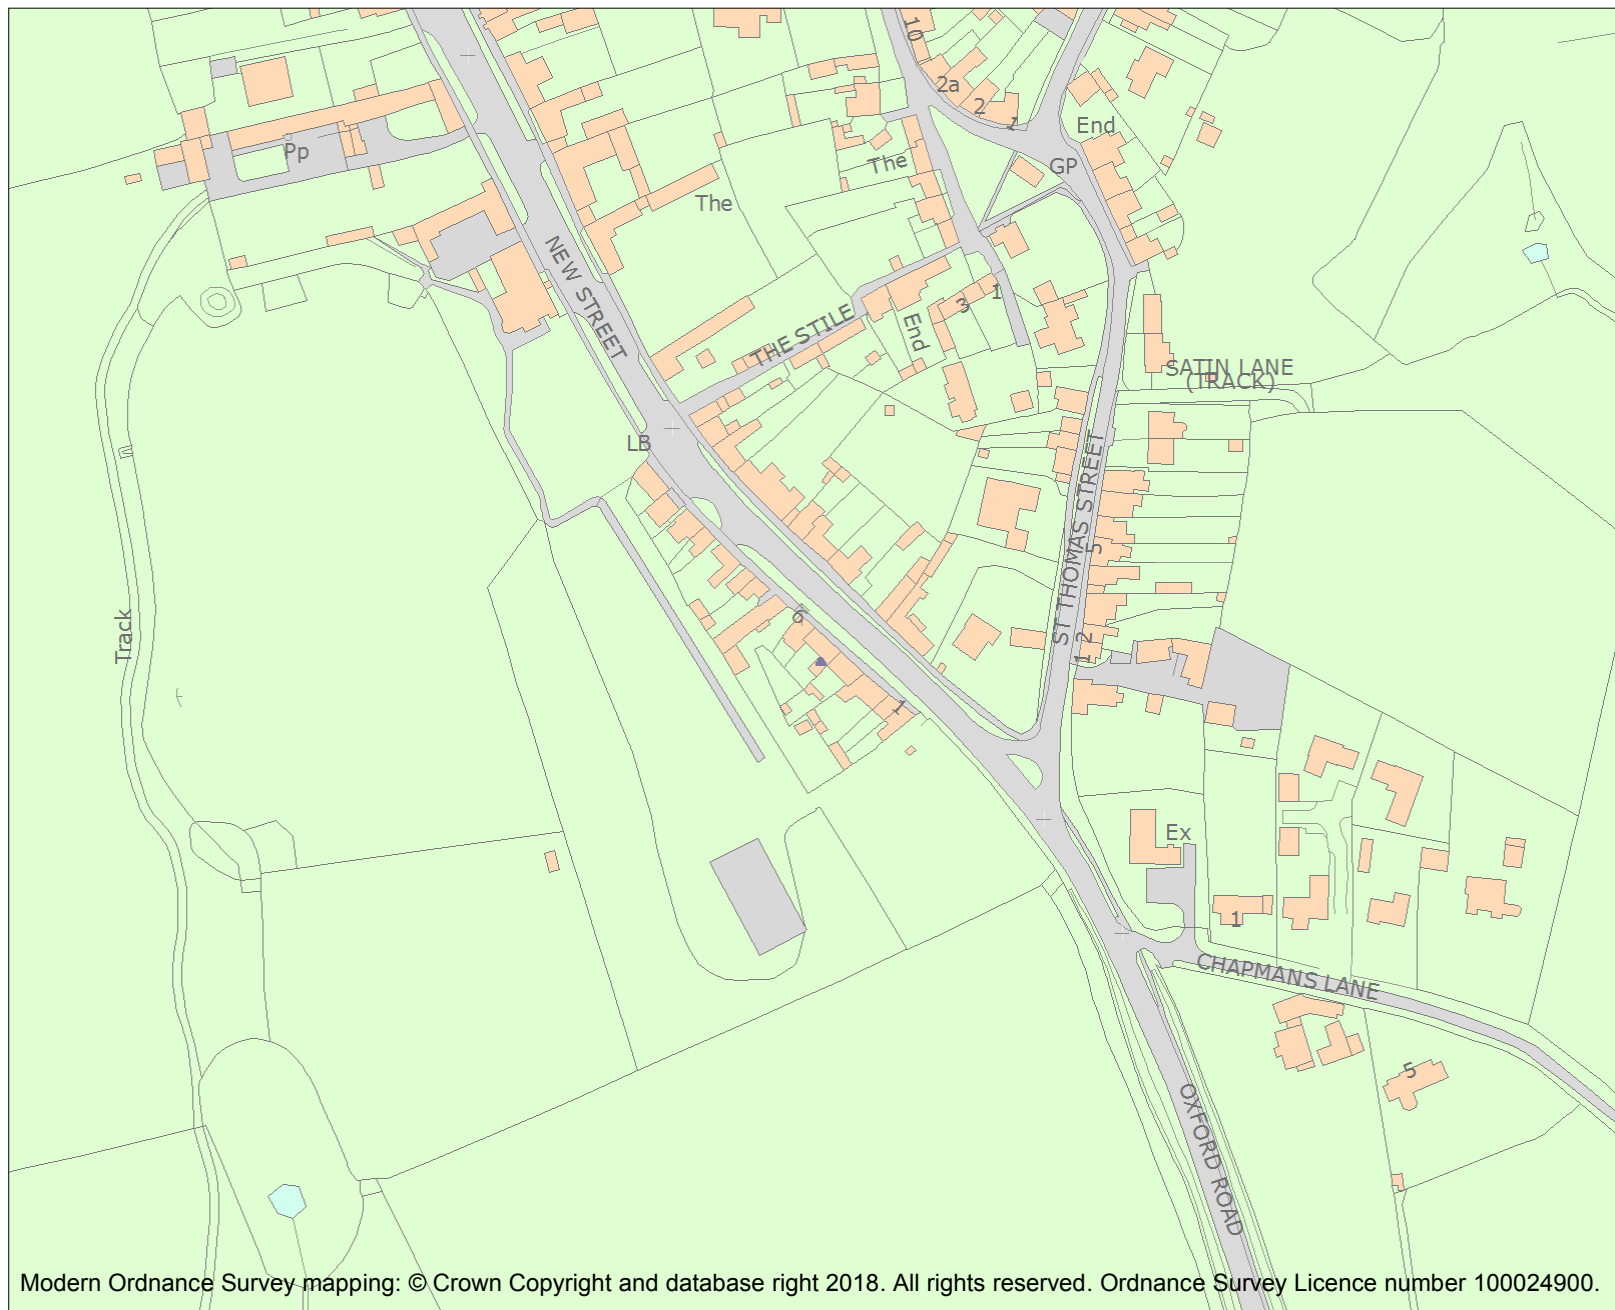 10
2a
2
1
End
Pp
GP
The
The
NEW STREET
1
3
THE STILE
End
SATIN LANE
(TRACK)
LB
ST THOMAS STREET
5
6
Track
1 2
1
Ex
1
CHAPMANS LANE
5
OXFORD ROAD
Modern Ordnance Survey mapping: © Crown Copyright and database right 2018. All rights reserved. Ordnance Survey Licence number 100024900.